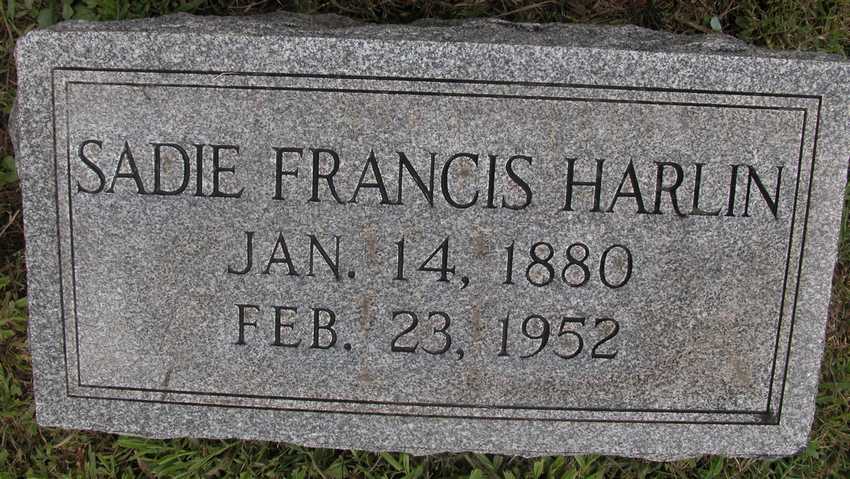 SADIE FRANCIS HARLIN
JAN. 14, 1880
FEB. 23, 1952